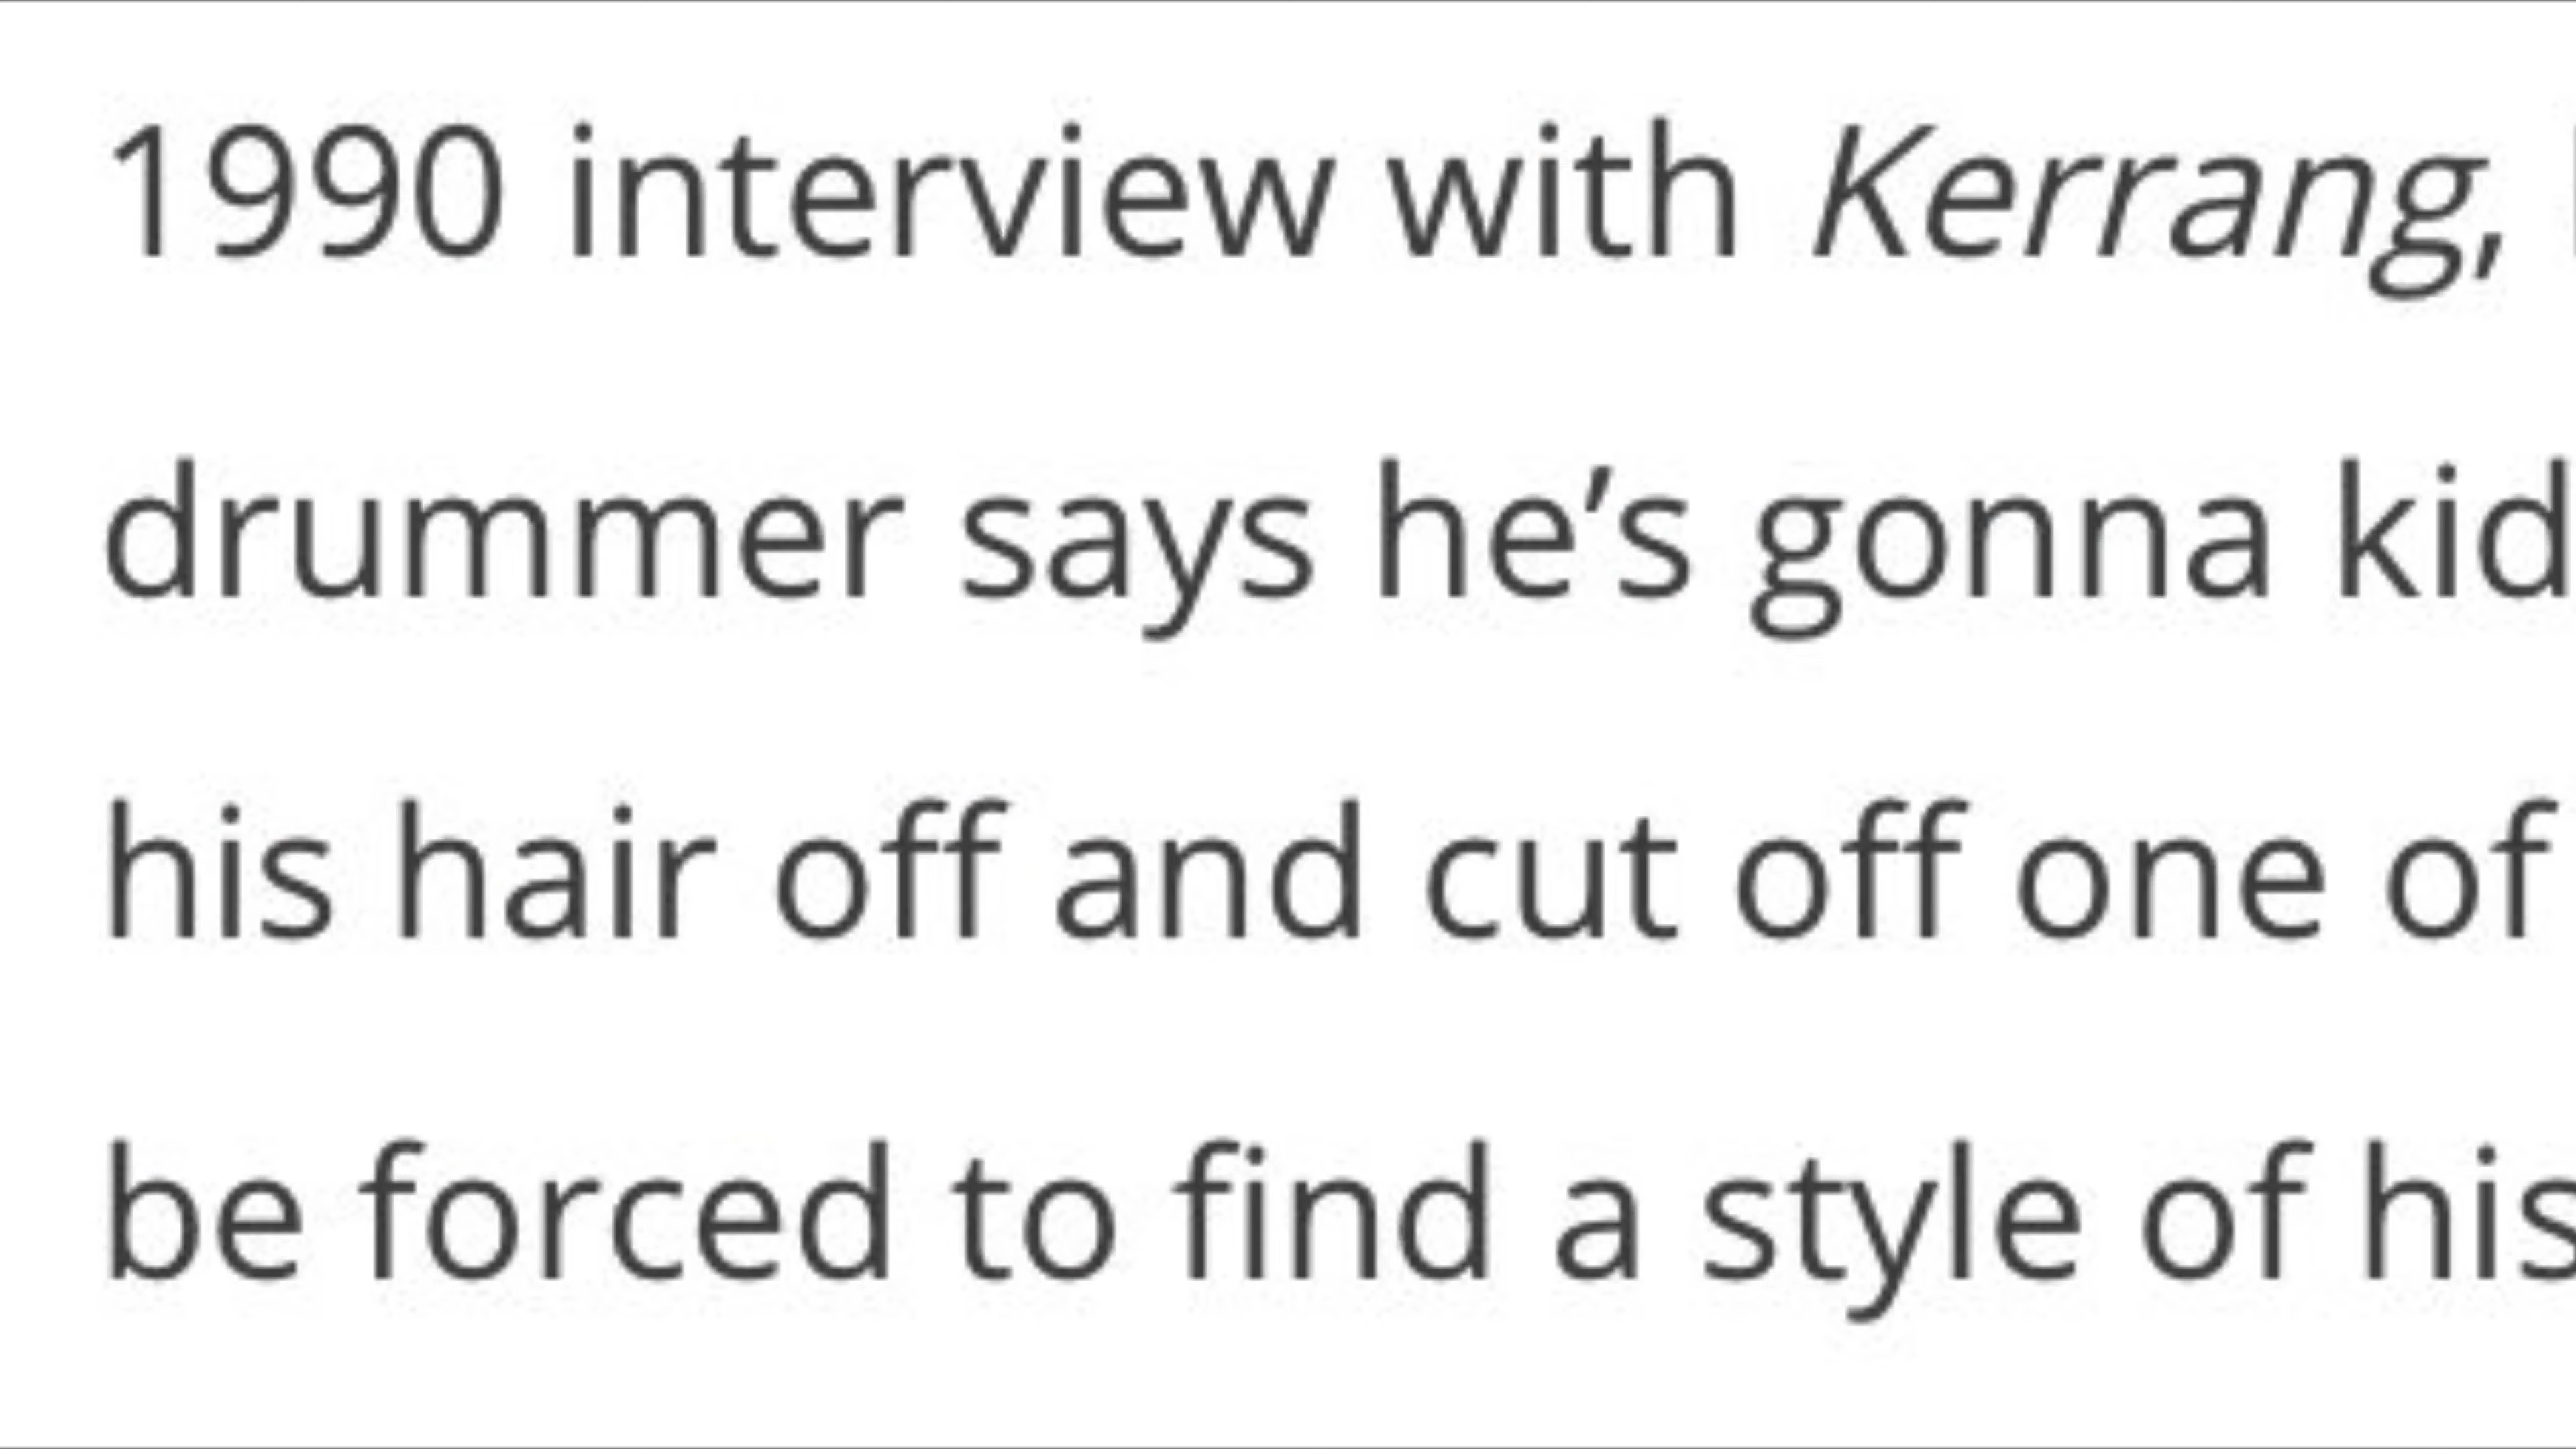 1990 interview with Kerrang,
drummer says he’s gonna kid
his hair off and cut off one of
be forced to find a style of his